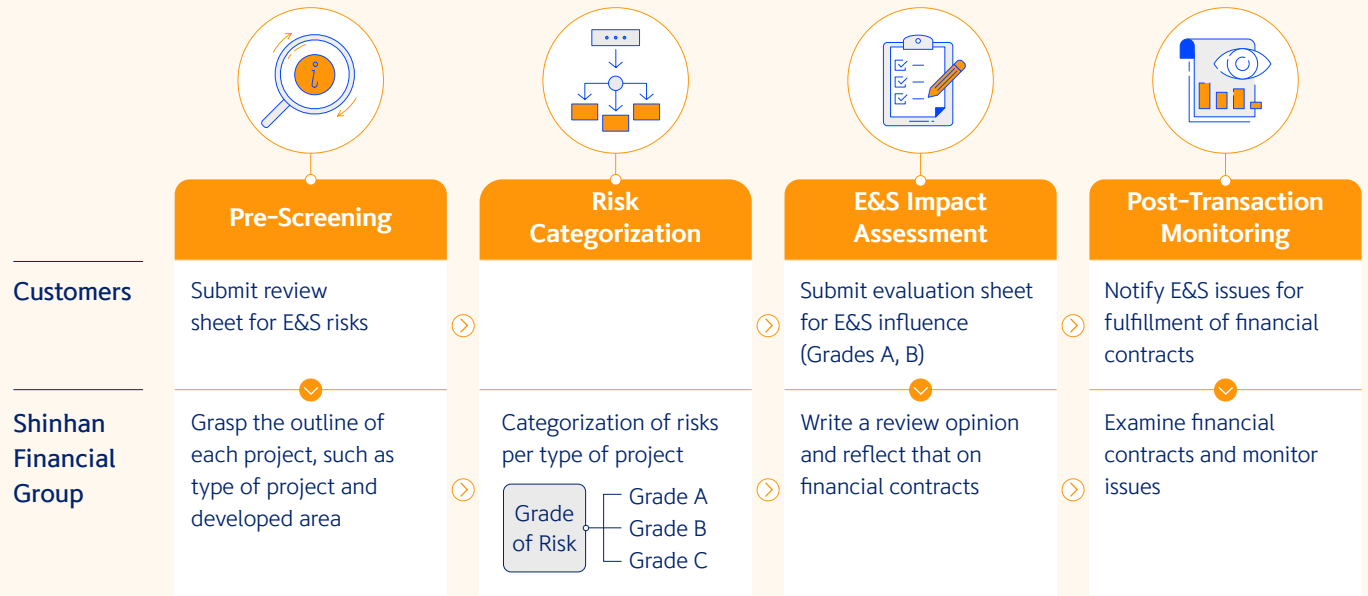 Pre-Screening
Risk
Categorization
E&S Impact
Assessment
Post-Transaction
Monitoring
Customers
Submit review
sheet for E&S risks
Submit evaluation sheet
for E&S influence
(Grades A, B)
Notify E&S issues for
fulfillment of financial
contracts
Shinhan
Financial
Group
Grasp the outline of
each project, such as
type of project and
developed area
Categorization of risks
per type of project
Grade
of Risk
Grade A
Grade B
Grade C
Write a review opinion
and reflect that on
financial contracts
Examine financial
contracts and monitor
issues